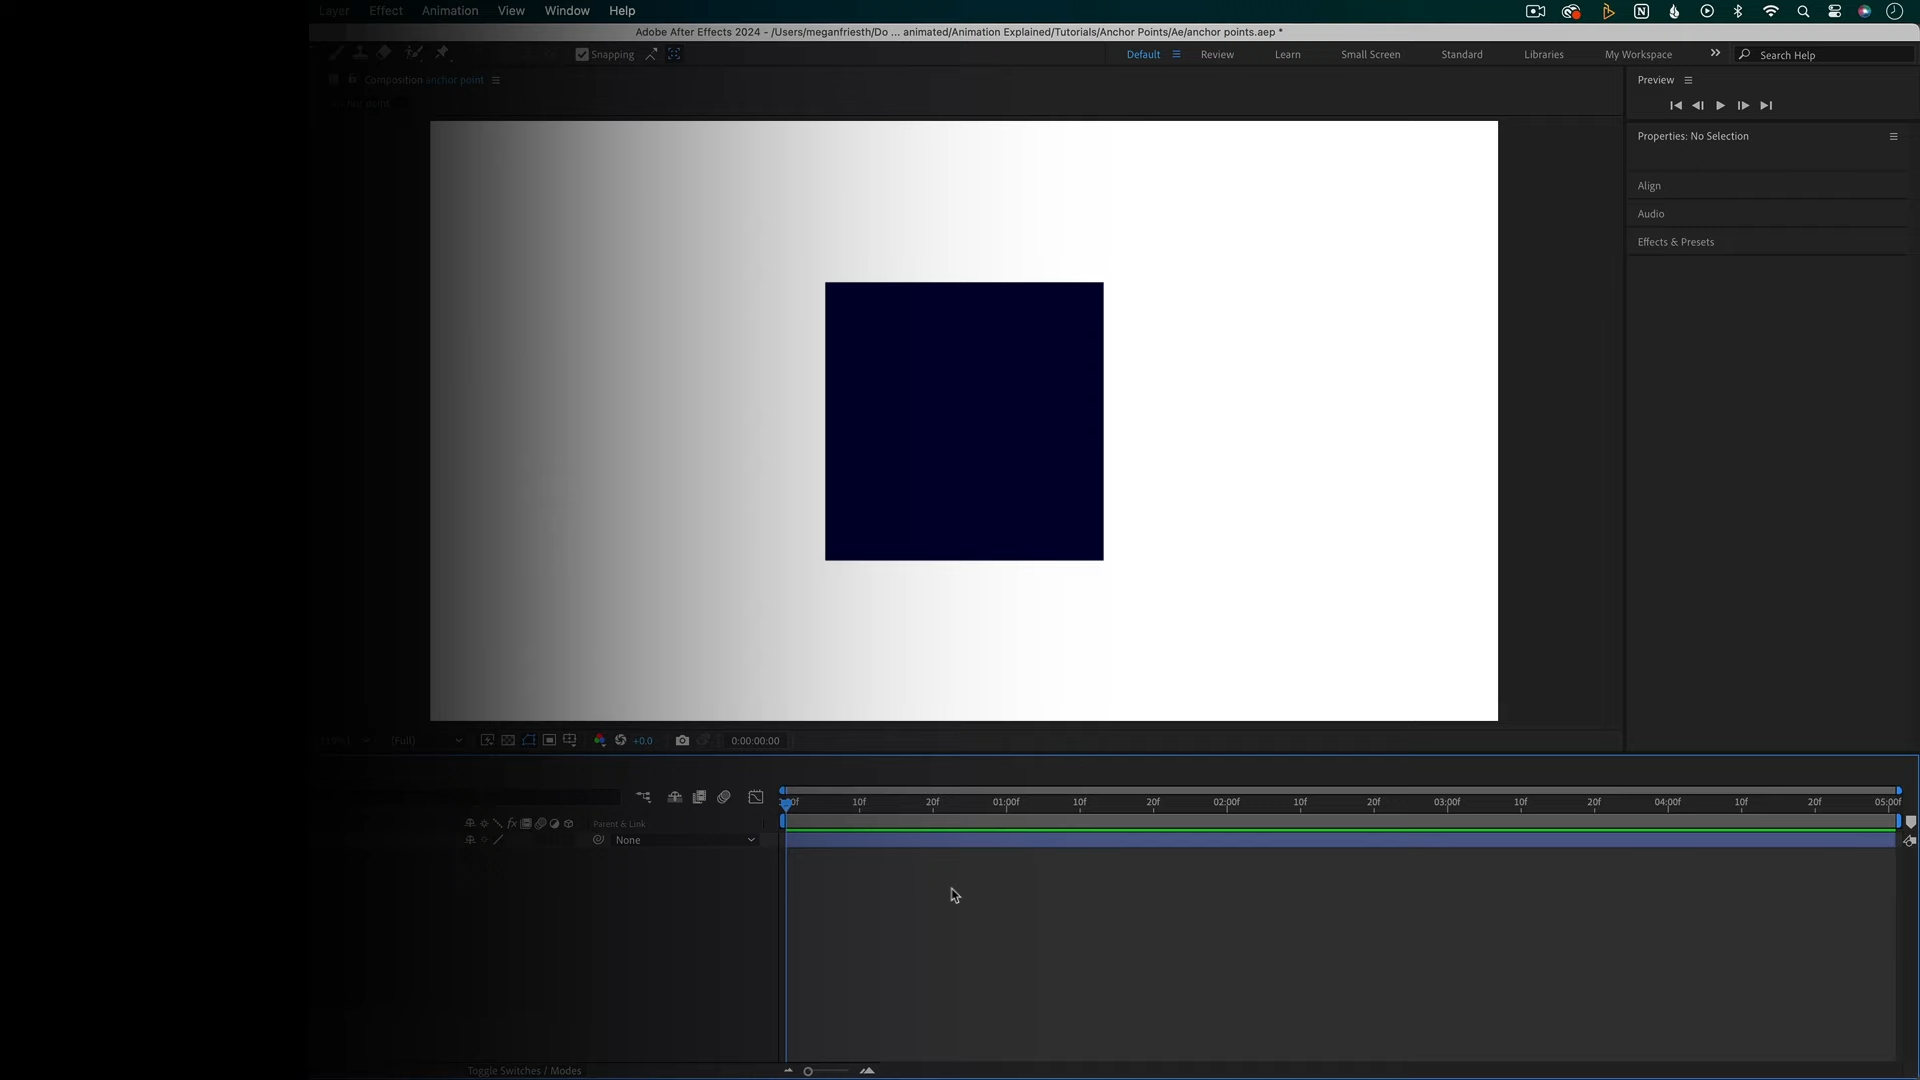 Layer Effect Animation View Window Help
Adobe After Effects 2024 - /Users/meganfriesth/Do ... animated/Animation Explained/Tutorials/Anchor Points/Ae/anchor points.aep *
Snapping Default Review Learn Small Screen Standard Libraries My Workspace Search Help
Composition anchor point
Preview
Properties: No Selection
Align
Audio
Effects & Presets
(Full) +0.0 0:00:00:00
10f 20f 01:00f 10f 20f 02:00f 10f 20f 03:00f 10f 20f 04:00f 10f 20f 05:00f
fx Parent & Link
None
Toggle Switches / Modes